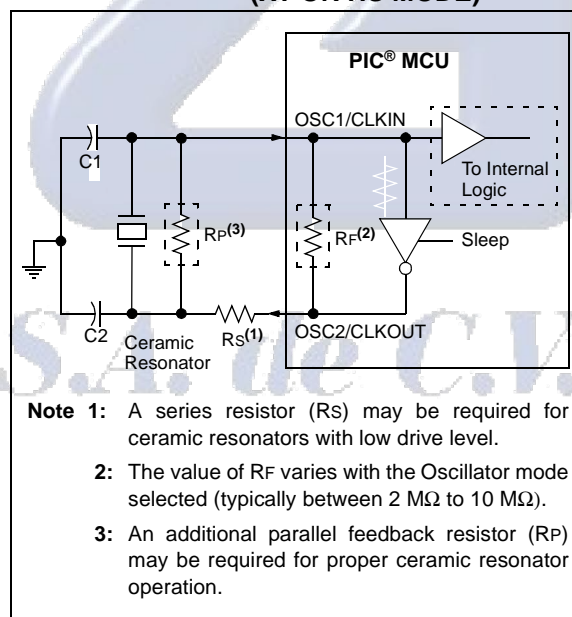 (XT OR HS MODE)
PIC® MCU
OSC1/CLKIN
C1
To Internal
Logic
RP(3)
RF(2)
Sleep
C2
Ceramic
Resonator
RS(1)
OSC2/CLKOUT
S.A. de C.V.
Note 1: A series resistor (RS) may be required for
ceramic resonators with low drive level.
2: The value of RF varies with the Oscillator mode
selected (typically between 2 MΩ to 10 MΩ).
3: An additional parallel feedback resistor (RP)
may be required for proper ceramic resonator
operation.